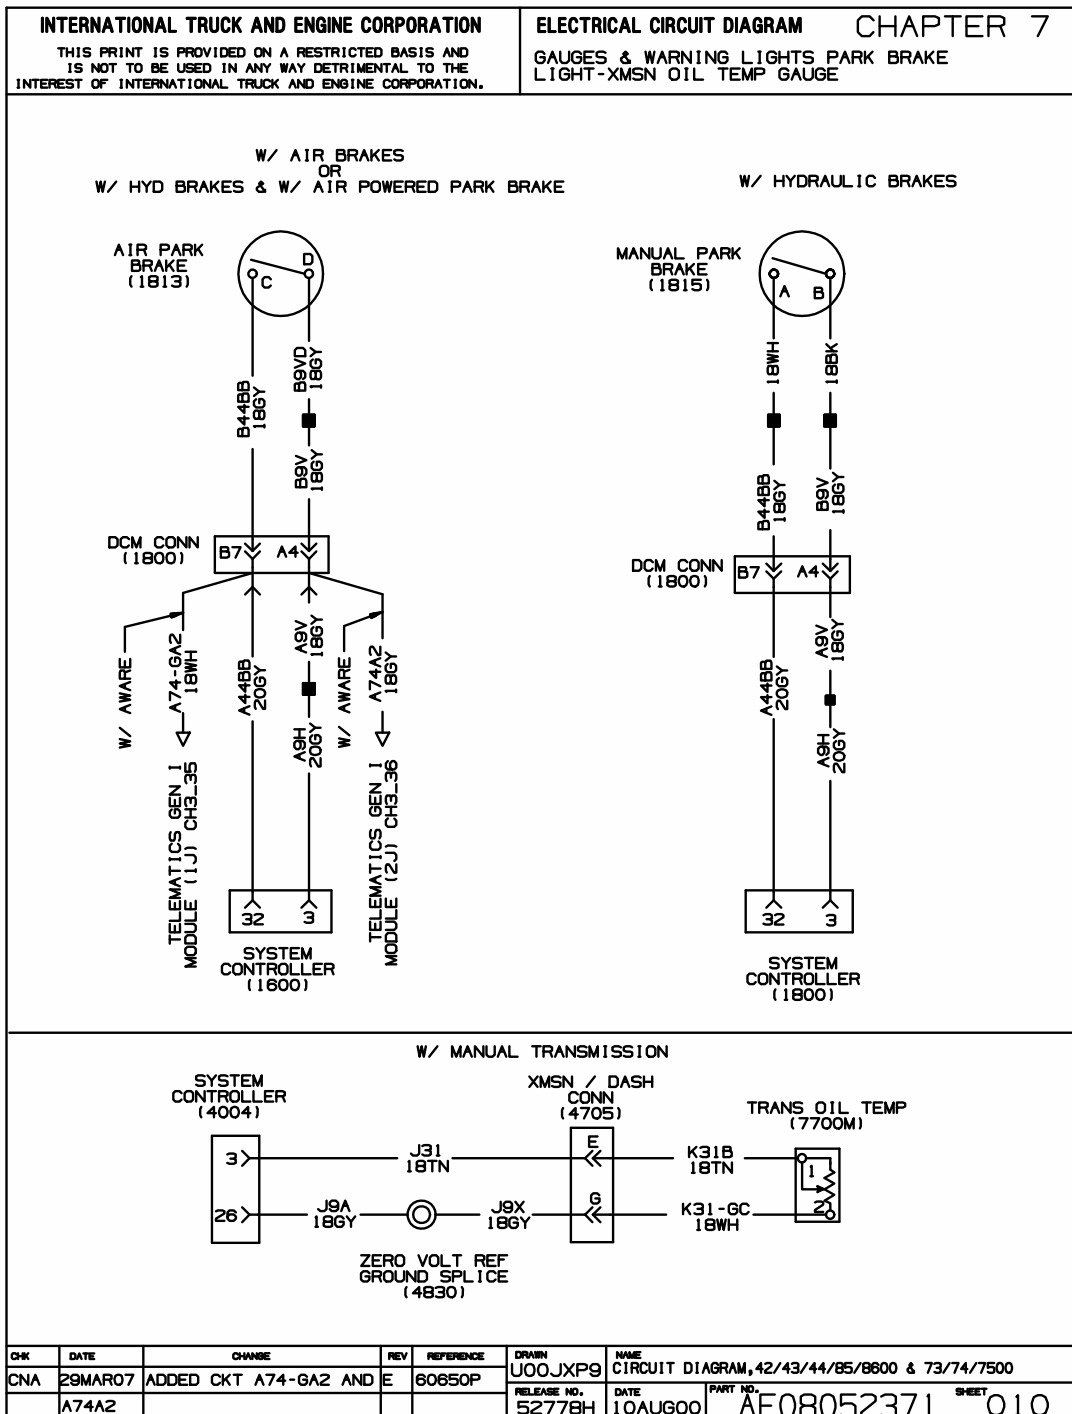 INTERNATIONAL TRUCK AND ENGINE CORPORATION
THIS PRINT IS PROVIDED ON A RESTRICTED BASIS AND
IS NOT TO BE USED IN ANY WAY DETRIMENTAL TO THE
INTEREST OF INTERNATIONAL TRUCK AND ENGINE CORPORATION.
ELECTRICAL CIRCUIT DIAGRAM CHAPTER 7
GAUGES & WARNING LIGHTS PARK BRAKE
LIGHT-XMSN OIL TEMP GAUGE
W/ AIR BRAKES
OR
W/ HYD BRAKES & W/ AIR POWERED PARK BRAKE
AIR PARK
BRAKE
(1813)
C
D
B44BB
18GY
B9VD
18GY
B9V
18GY
DCM CONN
(1800)
B7
A4
W/ AWARE
A74-GA2
18WH
A44BB
20GY
A9V
18GY
W/ AWARE
A74A2
18GY
A9H
20GY
TELEMATICS GEN I
MODULE (1J) CH3_35
TELEMATICS GEN I
MODULE (2J) CH3_36
32
3
SYSTEM
CONTROLLER
(1600)
W/ HYDRAULIC BRAKES
MANUAL PARK
BRAKE
(1815)
A
B
18WH
18BK
B44BB
18GY
B9V
18GY
DCM CONN
(1800)
B7
A4
A44BB
20GY
A9V
18GY
A9H
20GY
32
3
SYSTEM
CONTROLLER
(1800)
W/ MANUAL TRANSMISSION
SYSTEM
CONTROLLER
(4004)
XMSN / DASH
CONN
(4705)
TRANS OIL TEMP
(7700M)
3
J31
18TN
E
K31B
18TN
1
26
J9A
18GY
J9X
18GY
G
K31-GC
18WH
2
ZERO VOLT REF
GROUND SPLICE
(4830)
CHK DATE CHANGE REV REFERENCE
CNA 29MAR07 ADDED CKT A74-GA2 AND E 60650P
A74A2
DRAWN
U00JXP9
NAME
CIRCUIT DIAGRAM,42/43/44/85/8600 & 73/74/7500
RELEASE NO.
52778H
DATE
10AUG00
PART NO.
AE08052371
SHEET
010